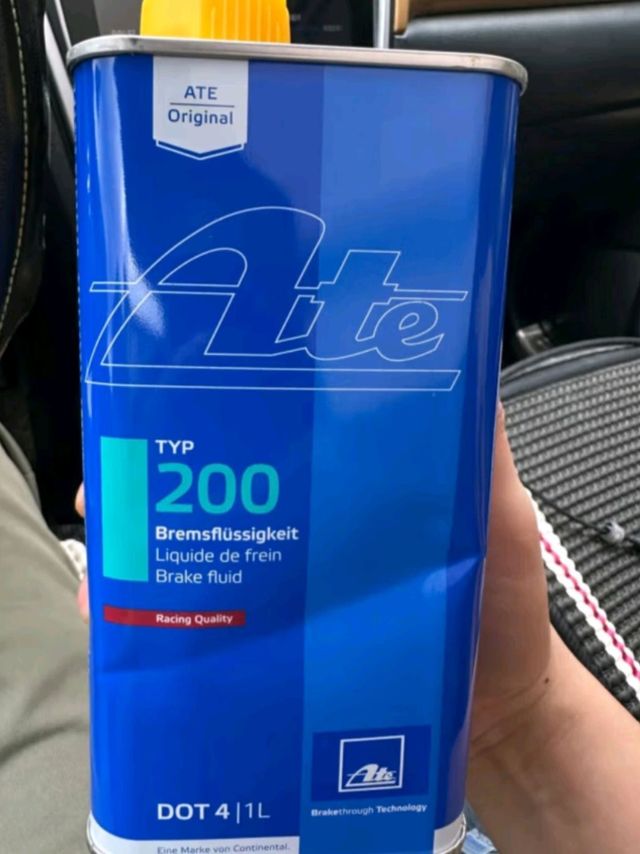 ATE
Original
Ate
TYP
200
Bremsflüssigkeit
Liquide de frein
Brake fluid
Racing Quality
Ate
DOT 4 | 1L
Brakethrough Technology
Eine Marke von Continental.